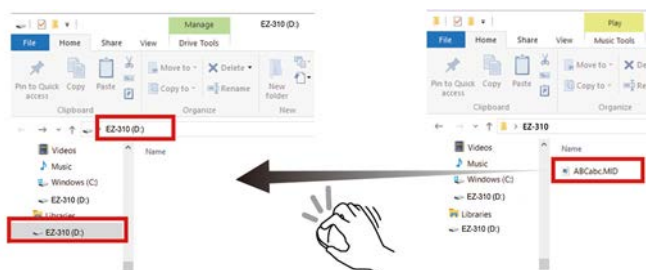 Manage
EZ-310 (D:)
File
Home
Share
View
Drive Tools
Pin to Quick access
Copy
Paste
Move to
Copy to
Delete
Rename
New folder
Clipboard
Organize
New
EZ-310 (D:)
Videos
Music
Windows (C:)
EZ-310 (D:)
Libraries
EZ-310 (D:)
Name
Play
File
Home
Share
View
Music Tools
Pin to Quick access
Copy
Paste
Move to
Copy to
De
Re
Clipboard
Organize
EZ-310
Videos
Music
Windows (C:)
EZ-310 (D:)
Libraries
EZ-310 (D:)
Name
ABCabc.MID